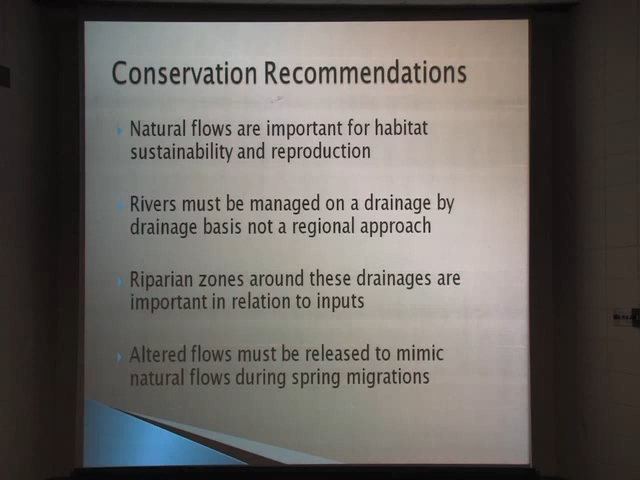 Conservation Recommendations
Natural flows are important for habitat
sustainability and reproduction
Rivers must be managed on a drainage by
drainage basis not a regional approach
Riparian zones around these drainages are
important in relation to inputs
Altered flows must be released to mimic
natural flows during spring migrations